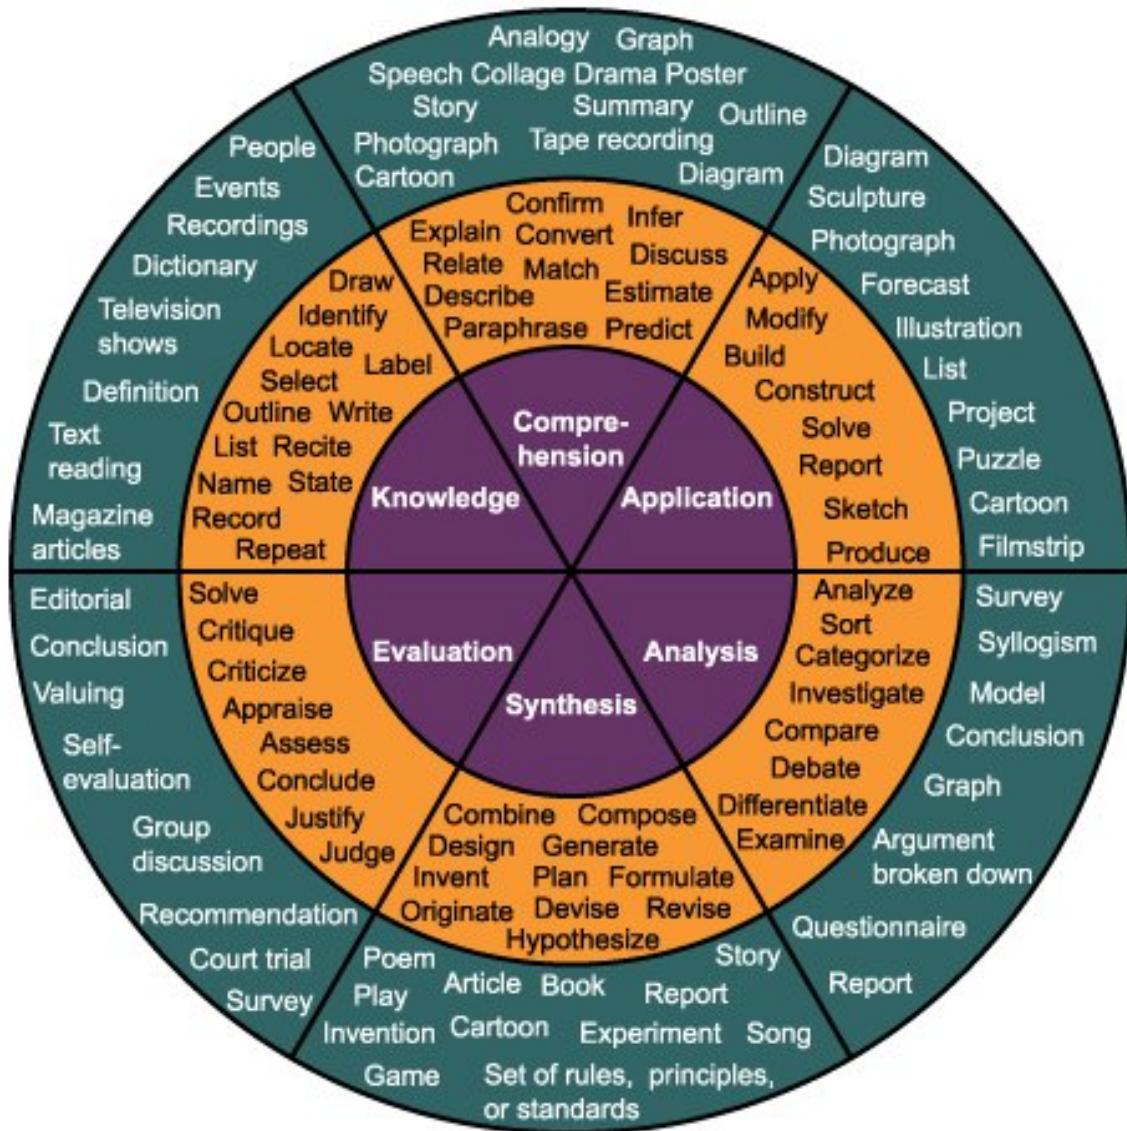 Knowledge
Compre-
hension
Application
Analysis
Synthesis
Evaluation
Draw
Identify
Locate
Label
Select
Outline Write
List Recite
Name State
Record
Repeat
Confirm
Infer
Explain Convert
Discuss
Relate Match
Describe Estimate
Paraphrase Predict
Apply
Modify
Build
Construct
Solve
Report
Sketch
Produce
Analyze
Sort
Categorize
Investigate
Compare
Debate
Differentiate
Examine
Combine Compose
Design Generate
Invent Plan Formulate
Originate Devise Revise
Hypothesize
Solve
Critique
Criticize
Appraise
Assess
Conclude
Justify
Judge
People
Events
Recordings
Dictionary
Television
shows
Definition
Text
reading
Magazine
articles
Analogy Graph
Speech Collage Drama Poster
Story Summary Outline
Photograph Tape recording
Cartoon Diagram
Diagram
Sculpture
Photograph
Forecast
Illustration
List
Project
Puzzle
Cartoon
Filmstrip
Survey
Syllogism
Model
Conclusion
Graph
Argument
broken down
Questionnaire
Report
Poem Story
Play Article Book Report
Invention Cartoon Experiment Song
Game Set of rules, principles,
or standards
Editorial
Conclusion
Valuing
Self-
evaluation
Group
discussion
Recommendation
Court trial
Survey